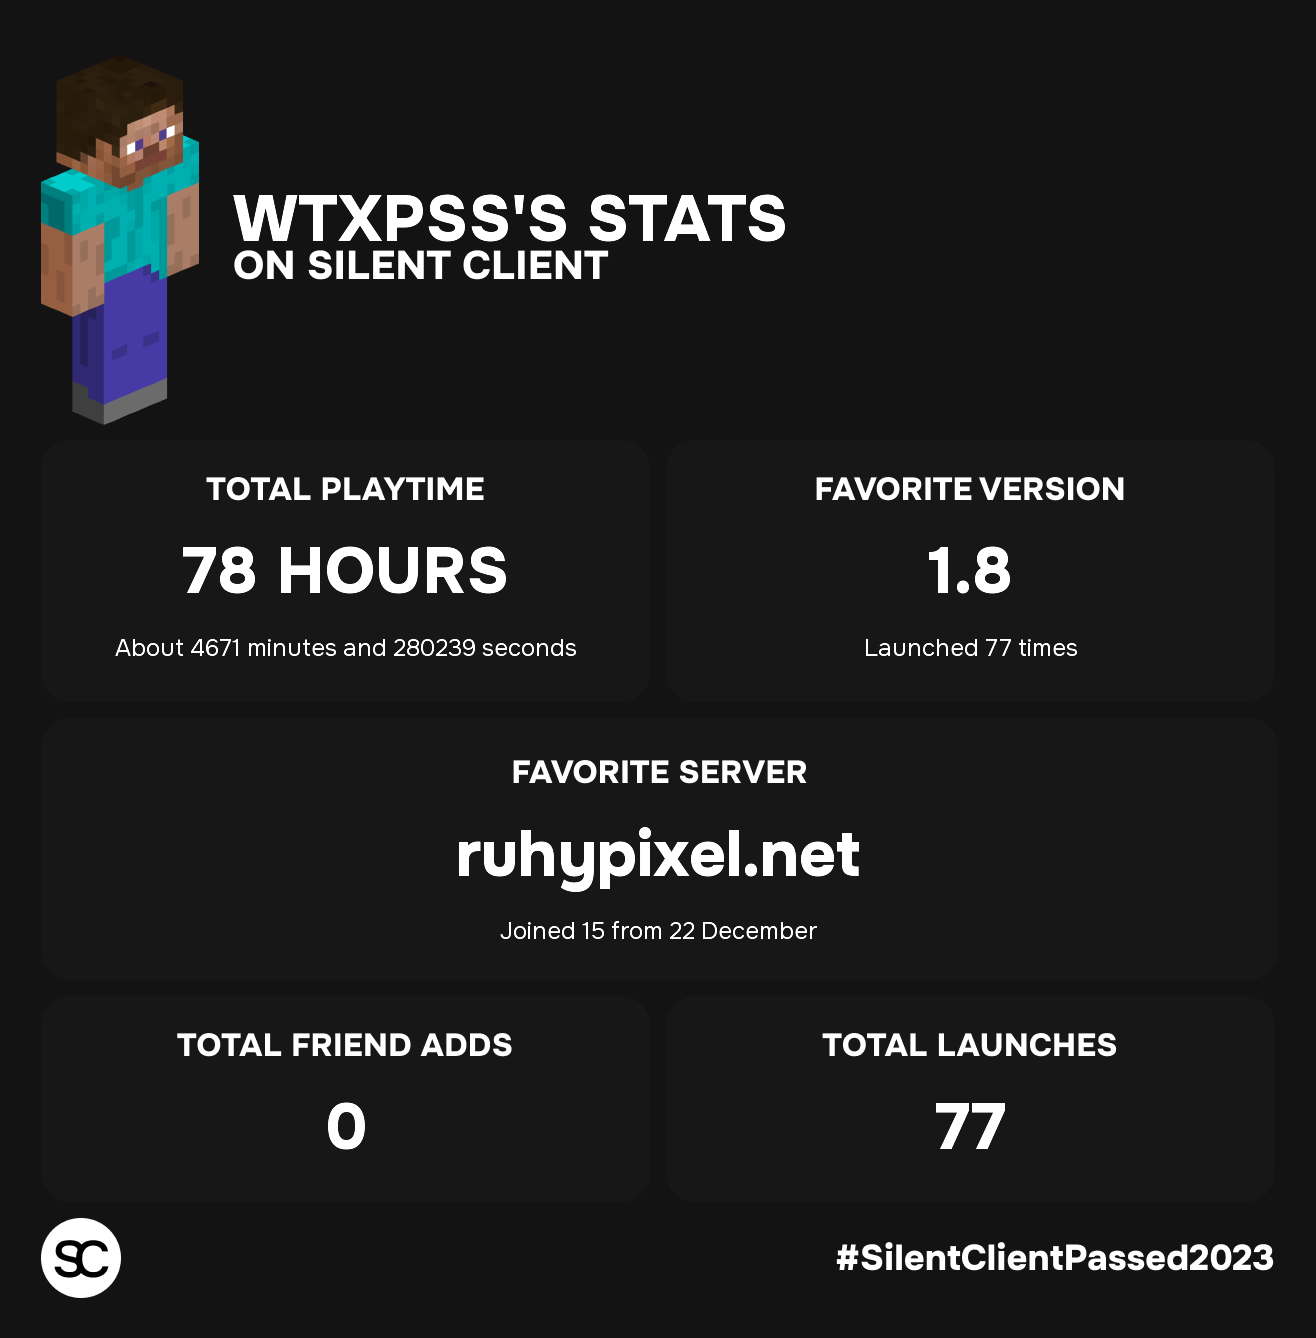 WTXPSS'S STATS
ON SILENT CLIENT
TOTAL PLAYTIME
78 HOURS
About 4671 minutes and 280239 seconds
FAVORITE VERSION
1.8
Launched 77 times
FAVORITE SERVER
ruhypixel.net
Joined 15 from 22 December
TOTAL FRIEND ADDS
0
TOTAL LAUNCHES
77
SC
#SilentClientPassed2023